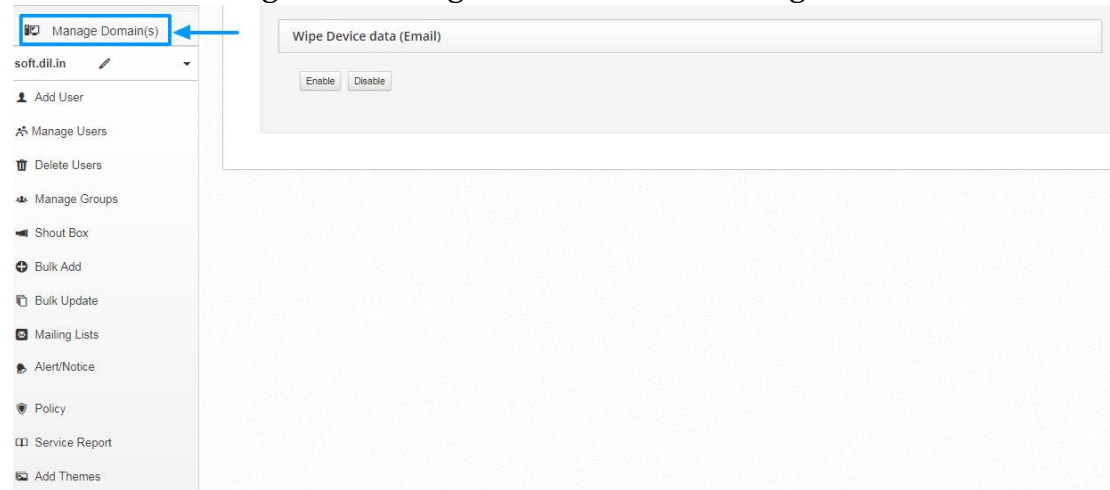 Manage Domain(s)
soft.dil.in
Add User
Manage Users
Delete Users
Manage Groups
Shout Box
Bulk Add
Bulk Update
Mailing Lists
Alert/Notice
Policy
Service Report
Add Themes
Wipe Device data (Email)
Enable Disable